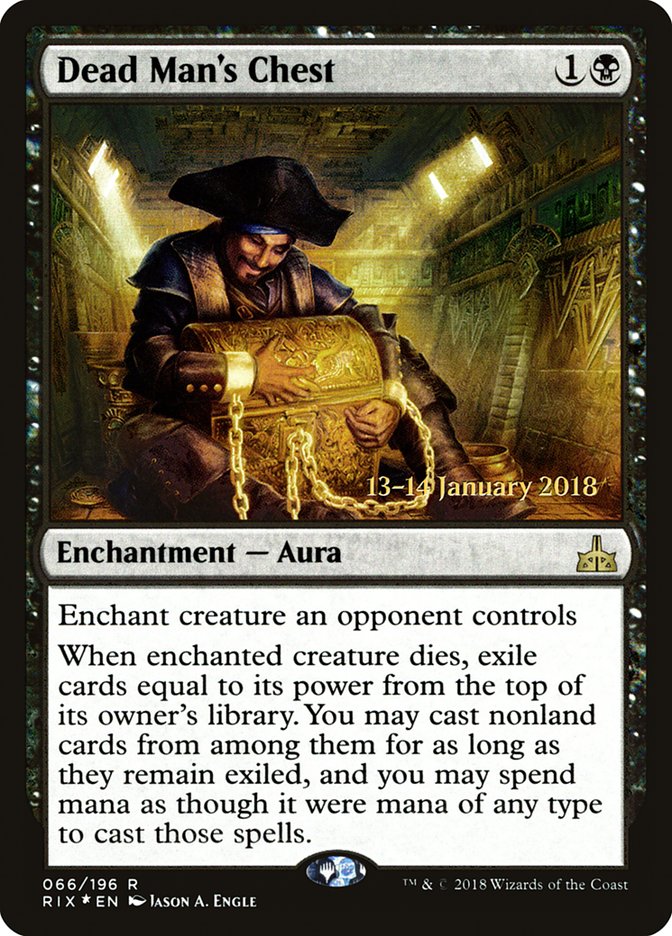 Dead Man's Chest
1
13–14 January 2018
Enchantment — Aura
Enchant creature an opponent controls
When enchanted creature dies, exile
cards equal to its power from the top of
its owner's library. You may cast nonland
cards from among them for as long as
they remain exiled, and you may spend
mana as though it were mana of any type
to cast those spells.
066/196 R
RIX★EN Jason A. Engle
™ & © 2018 Wizards of the Coast